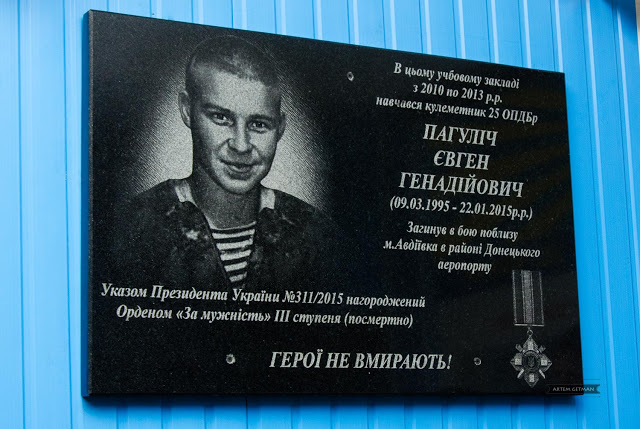 В цьому учбовому закладі
з 2010 по 2013 р.р.
навчався кулеметник 25 ОПДБр
ПАГУЛІЧ
ЄВГЕН
ГЕНАДІЙОВИЧ
(09.03.1995 - 22.01.2015р.р.)
Загинув в бою поблизу
м.Авдіївка в районі Донецького
аеропорту
Указом Президента України №311/2015 нагороджений
Орденом «За мужність» III ступеня (посмертно)
ГЕРОЇ НЕ ВМИРАЮТЬ!
ARTEM GETMAN